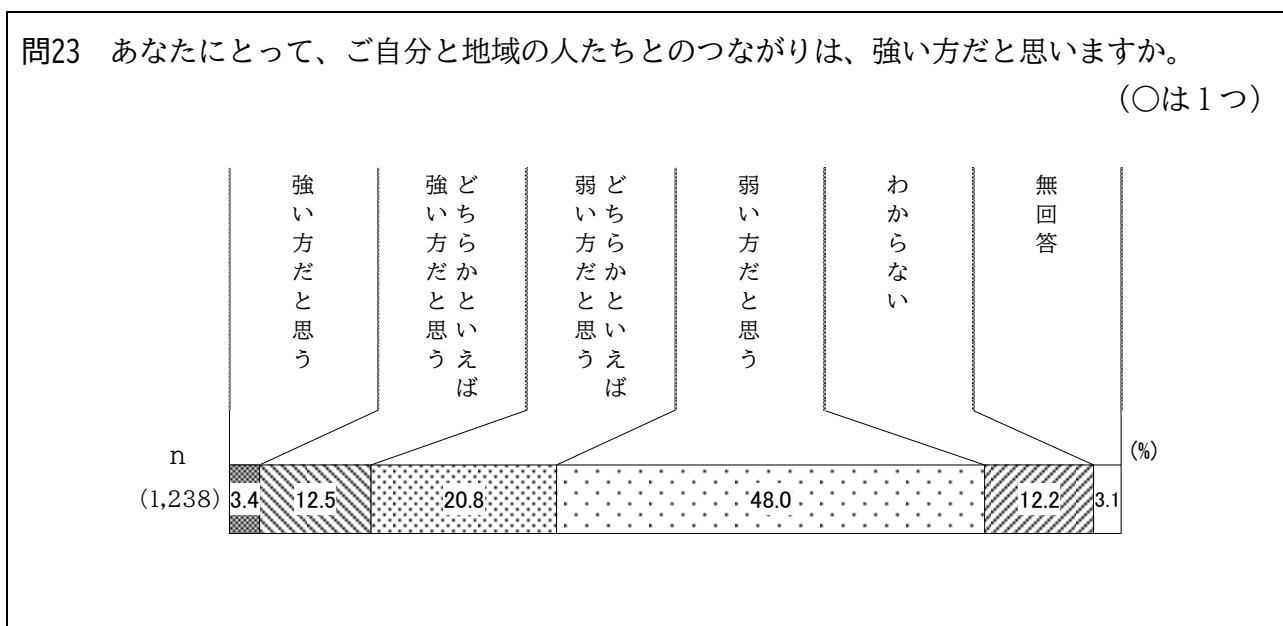 問23　あなたにとって、ご自分と地域の人たちとのつながりは、強い方だと思いますか。
（○は１つ）
強い方だと思う
どちらかといえば
強い方だと思う
どちらかといえば
弱い方だと思う
弱い方だと思う
わからない
無回答
(%)
n
(1,238)
3.4
12.5
20.8
48.0
12.2
3.1